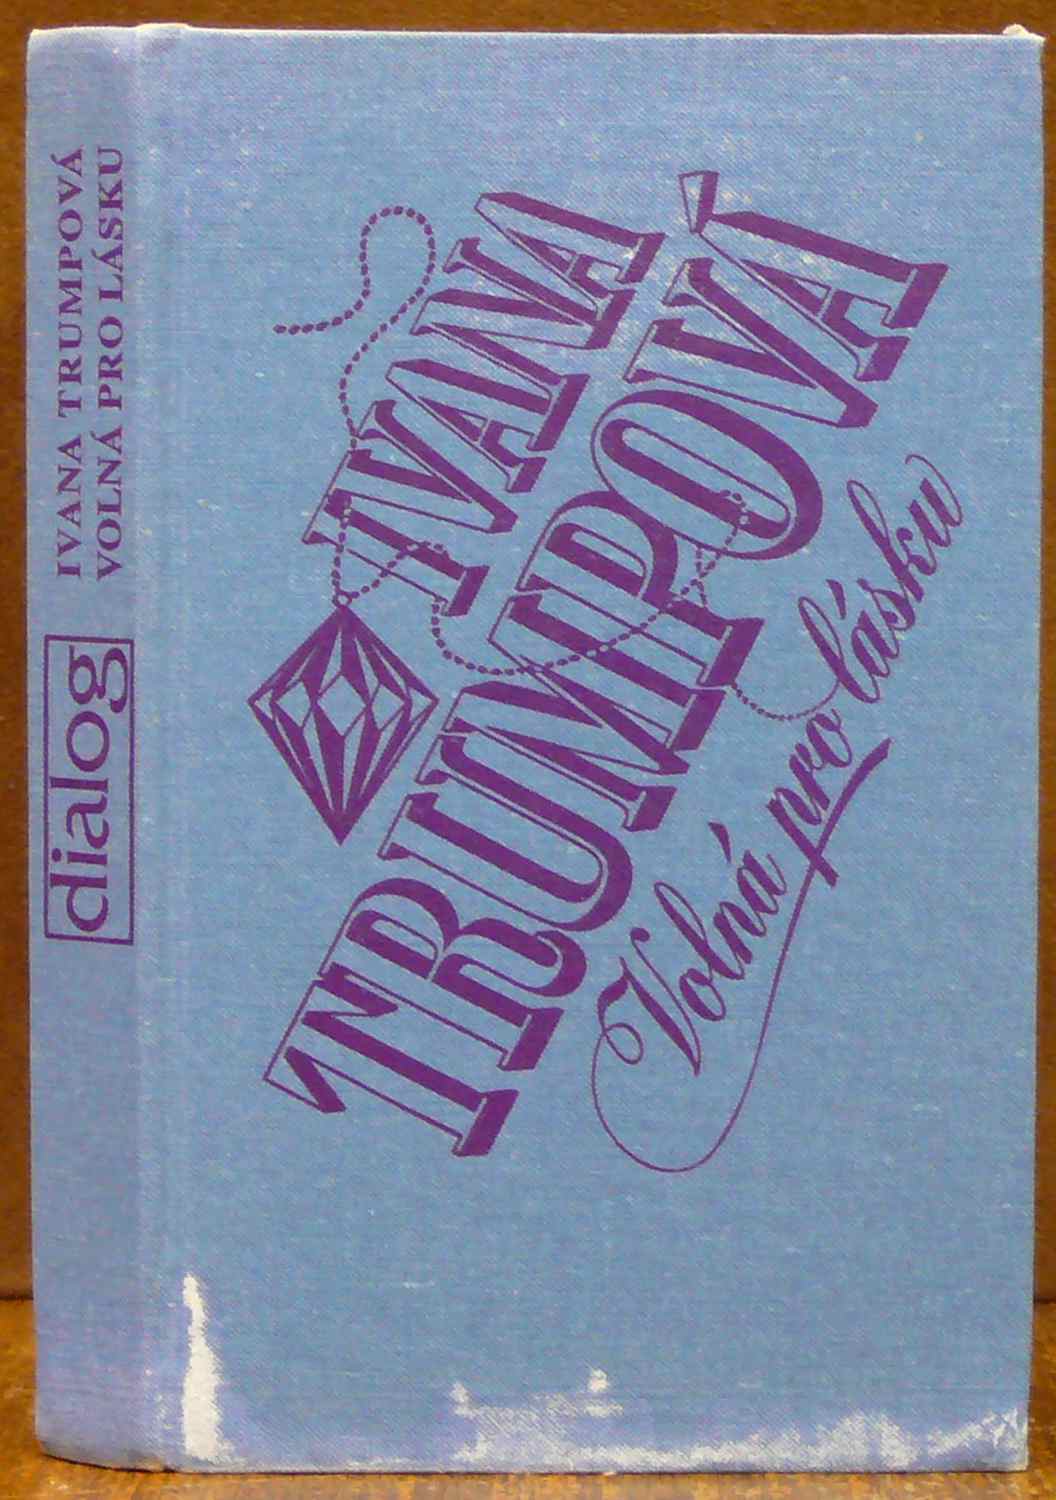 IVANA TRUMPOVÁ
VOLNÁ PRO LÁSKU
dialog
IVANA
TRUMPOVÁ
Volná pro lásku